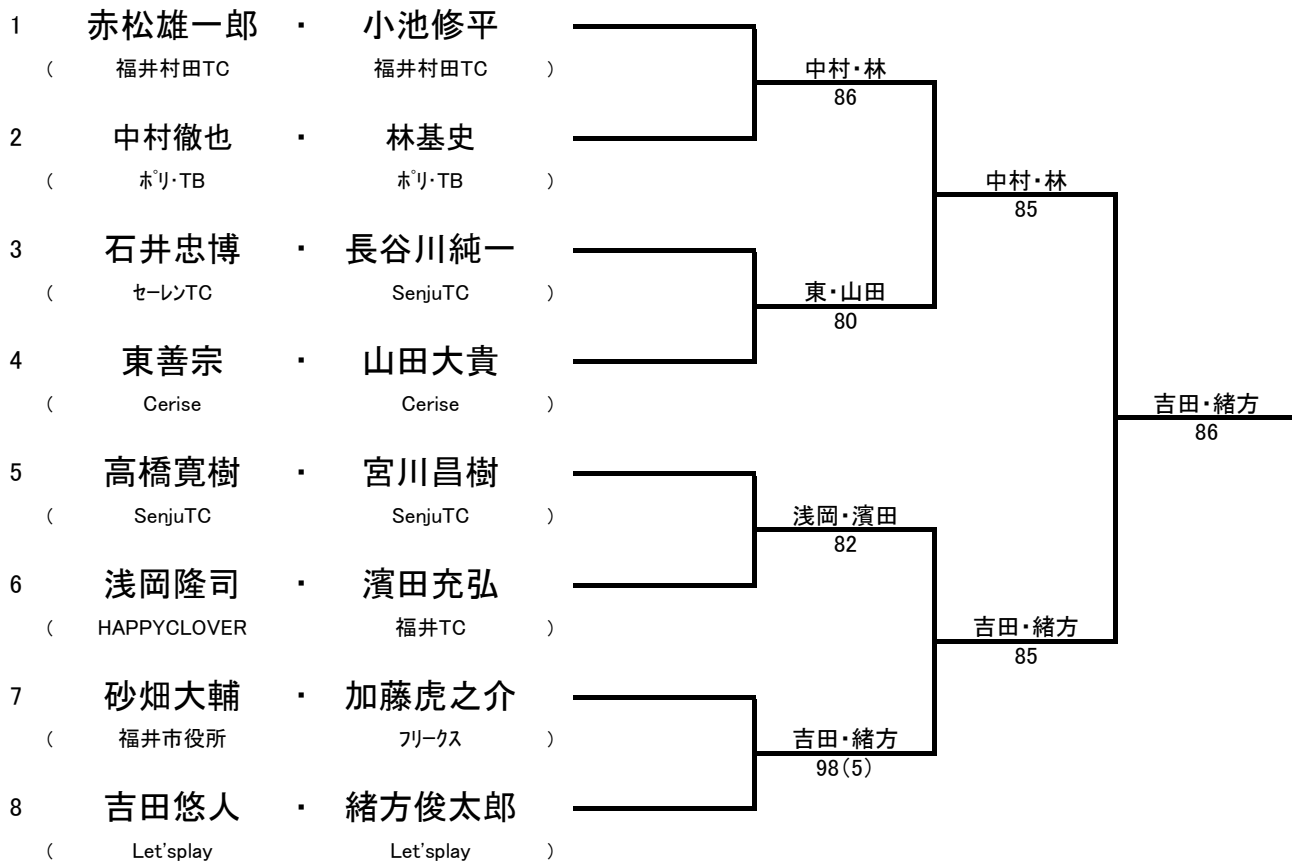 1 赤松雄一郎 ・ 小池修平
( 福井村田TC 福井村田TC )
中村・林
86
2 中村徹也 ・ 林基史
( ﾎﾟﾘ・TB ﾎﾟﾘ・TB )
中村・林
85
3 石井忠博 ・ 長谷川純一
( ｾｰﾚﾝTC SenjuTC )
東・山田
80
4 東善宗 ・ 山田大貴
( Cerise Cerise )
吉田・緒方
86
5 高橋寛樹 ・ 宮川昌樹
( SenjuTC SenjuTC )
浅岡・濱田
82
6 浅岡隆司 ・ 濱田充弘
( HAPPYCLOVER 福井TC )
吉田・緒方
85
7 砂畑大輔 ・ 加藤虎之介
( 福井市役所 ﾌﾘｰｸｽ )
吉田・緒方
98(5)
8 吉田悠人 ・ 緒方俊太郎
( Let'splay Let'splay )